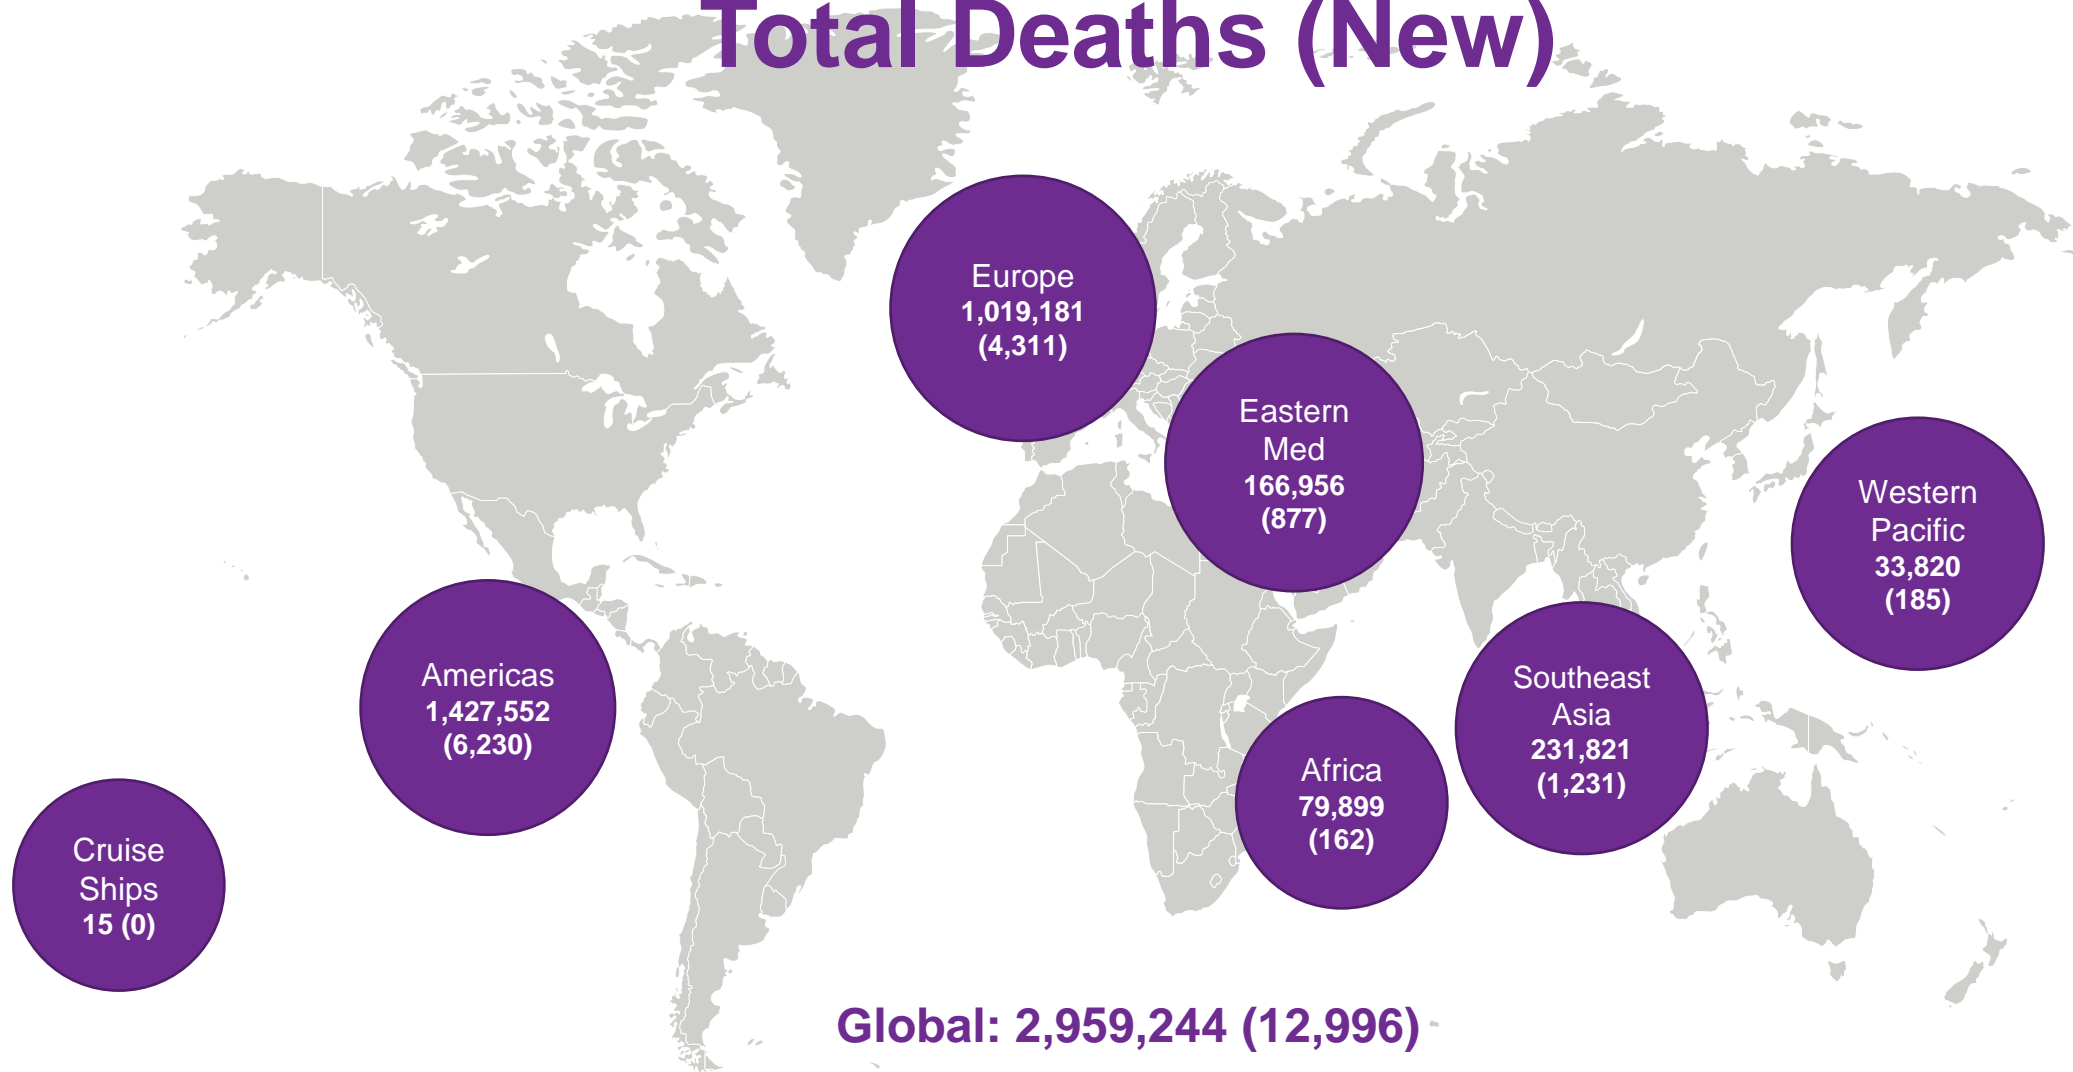 Total Deaths (New)
Europe
1,019,181
(4,311)
Eastern
Med
166,956
(877)
Western
Pacific
33,820
(185)
Americas
1,427,552
(6,230)
Southeast
Asia
231,821
(1,231)
Africa
79,899
(162)
Cruise
Ships
15 (0)
Global: 2,959,244 (12,996)